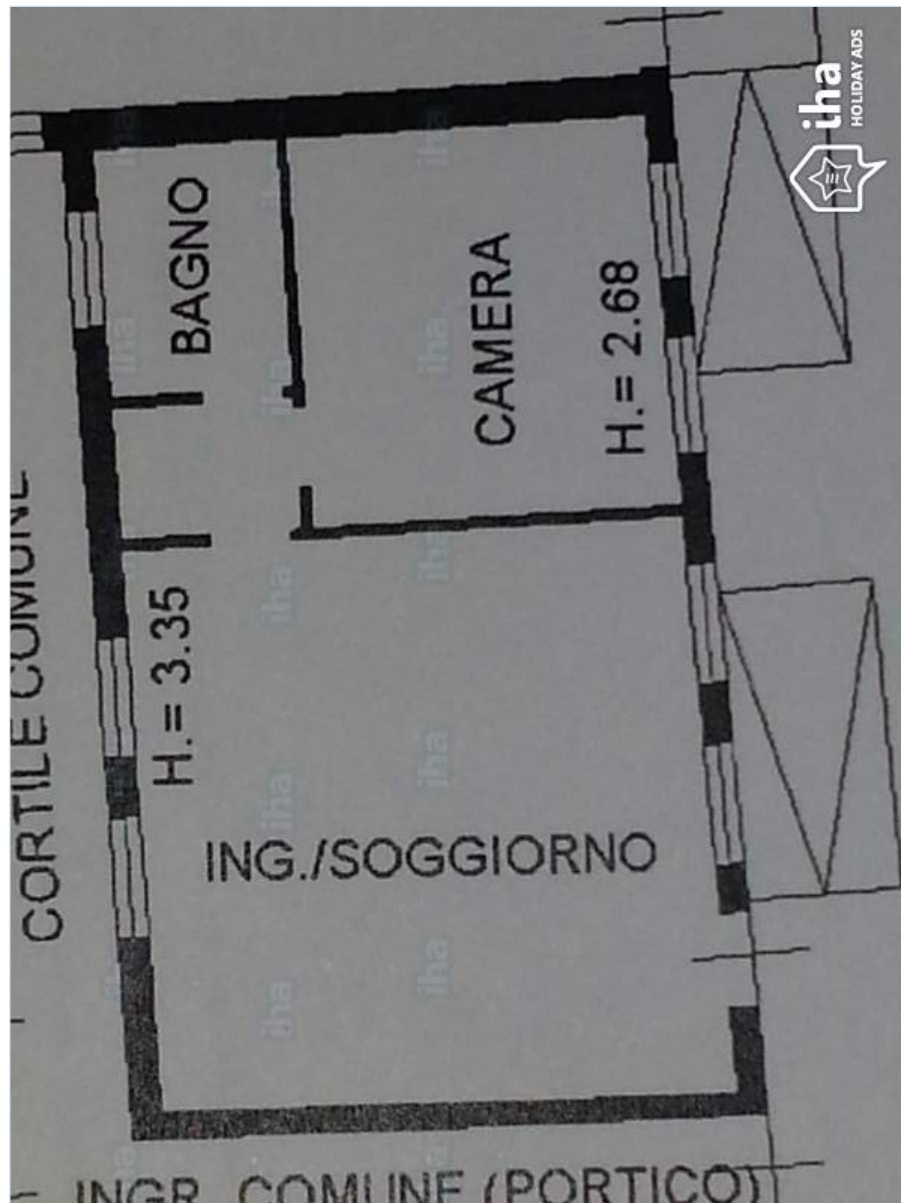 iha
HOLIDAY ADS
BAGNO
CAMERA
H.= 2.68
CORTILE COMUNE
H.= 3.35
ING./SOGGIORNO
INGR. COMUNE (PORTICO)